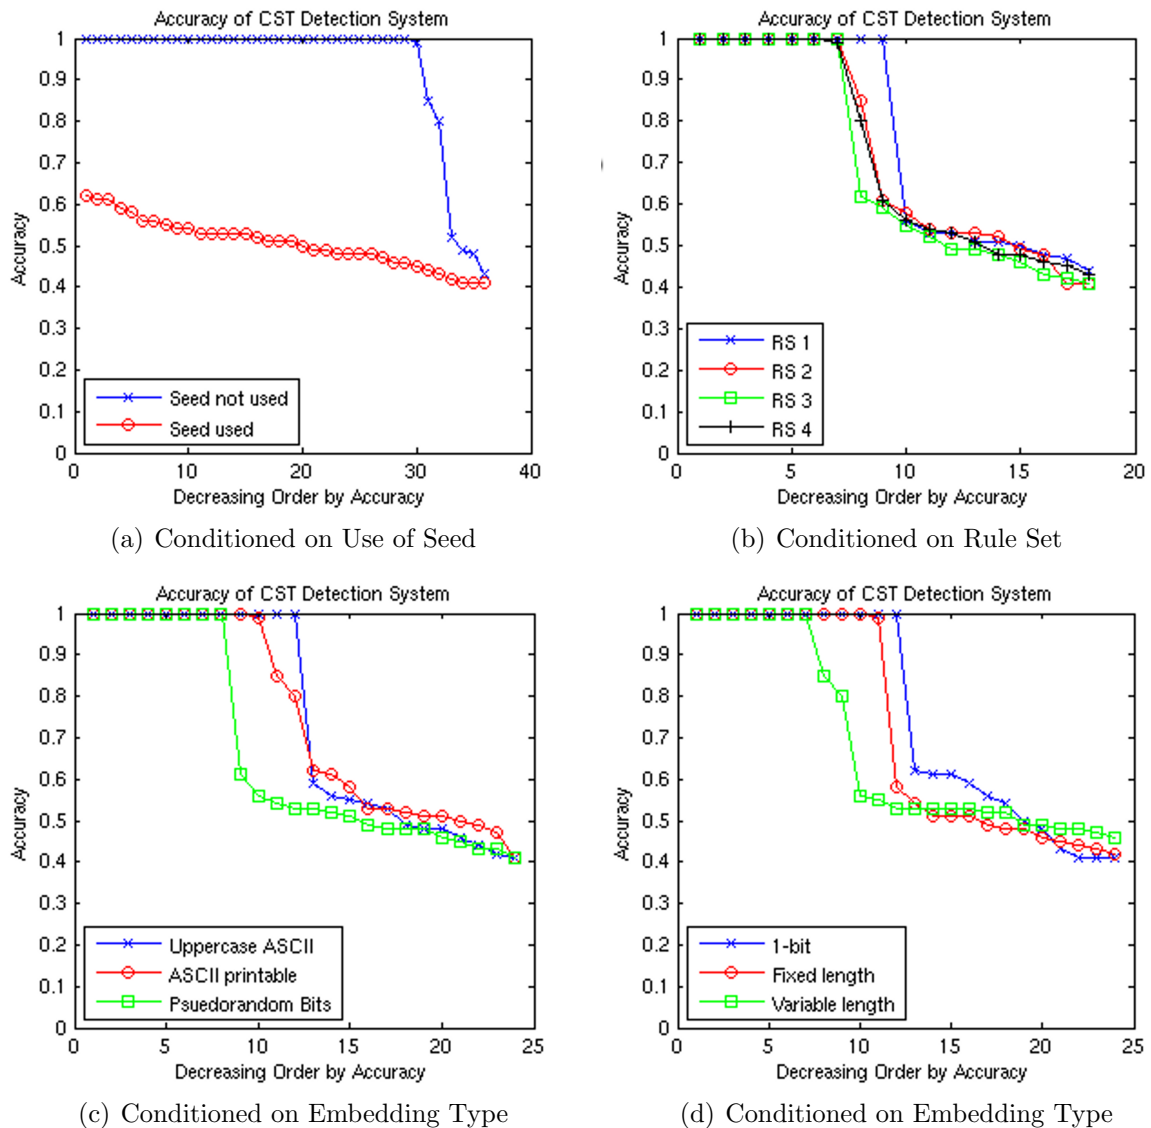 Accuracy of CST Detection System
1
0.9
0.8
0.7
0.6
0.5
0.4
0.3
0.2
0.1
0
Accuracy
Seed not used
Seed used
0 10 20 30 40
Decreasing Order by Accuracy
(a) Conditioned on Use of Seed
Accuracy of CST Detection System
1
0.9
0.8
0.7
0.6
0.5
0.4
0.3
0.2
0.1
0
Accuracy
RS 1
RS 2
RS 3
RS 4
0 5 10 15 20
Decreasing Order by Accuracy
(b) Conditioned on Rule Set
Accuracy of CST Detection System
1
0.9
0.8
0.7
0.6
0.5
0.4
0.3
0.2
0.1
0
Accuracy
Uppercase ASCII
ASCII printable
Psuedorandom Bits
0 5 10 15 20 25
Decreasing Order by Accuracy
(c) Conditioned on Embedding Type
Accuracy of CST Detection System
1
0.9
0.8
0.7
0.6
0.5
0.4
0.3
0.2
0.1
0
Accuracy
1-bit
Fixed length
Variable length
0 5 10 15 20 25
Decreasing Order by Accuracy
(d) Conditioned on Embedding Type